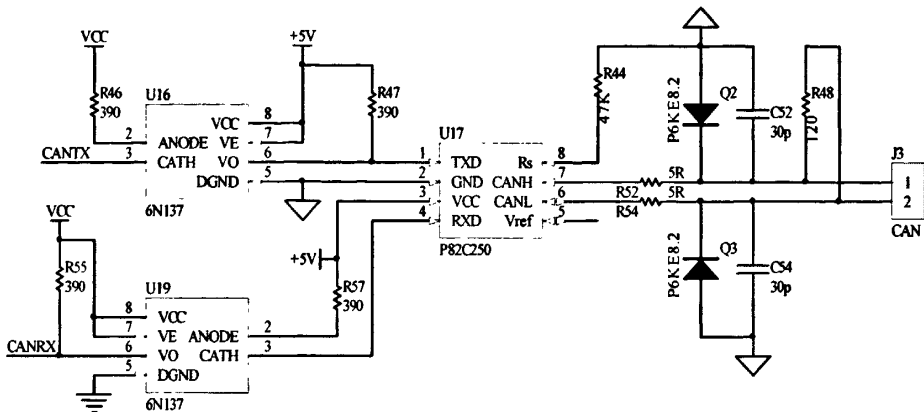 VCC
+5V
R46
390
U16
R47
390
VCC 8
VE 7
2 ANODE
3 CATH
VO 6
DGND 5
CANTX
6N137
U17
1 TXD
2 GND
3 VCC
4 RXD
Rs 8
CANH 7
CANL 6
Vref 5
P82C250
R44
47K
Q2
P6KE8.2
C52
30p
R48
120
J3
1
2
CAN
5R
R52 5R
R54
Q3
P6KE8.2
C54
30p
VCC
R55
390
+5V
R57
390
U19
8 VCC
7 VE
6 VO
5 DGND
ANODE 2
CATH 3
CANRX
6N137